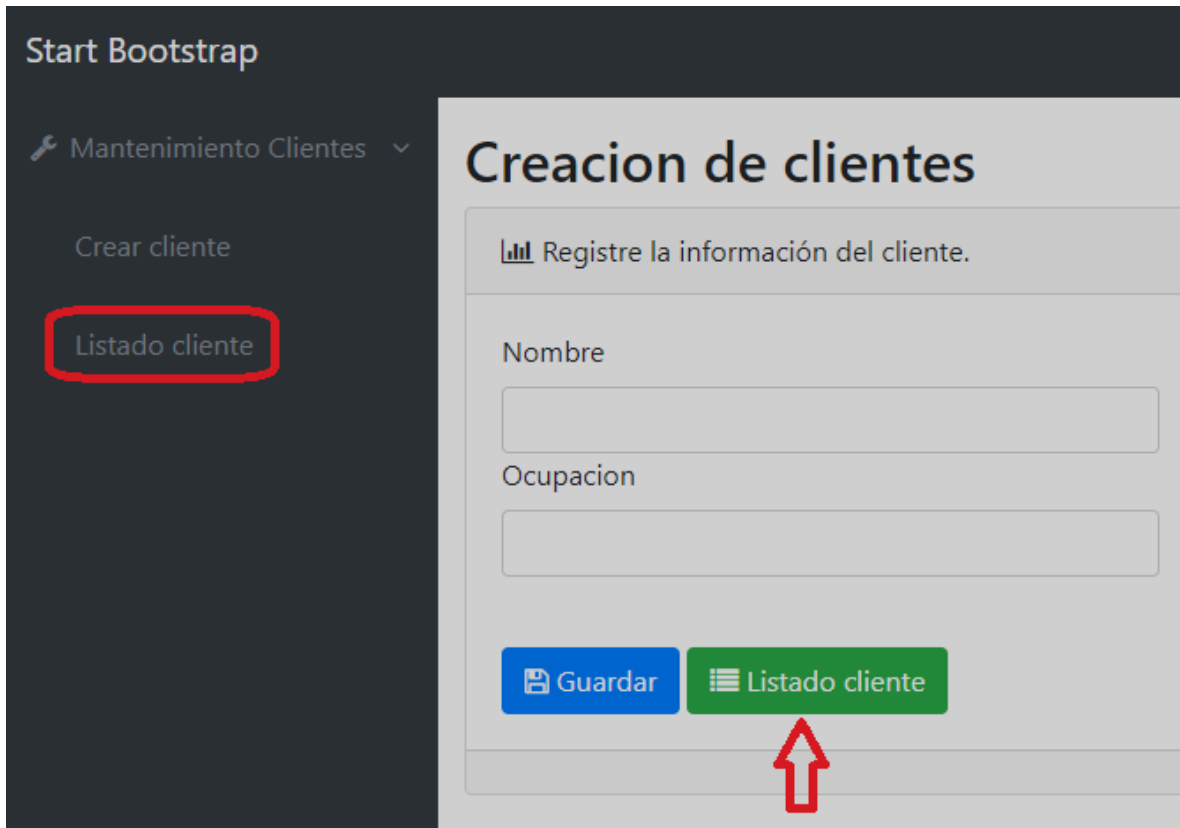 Start Bootstrap
Mantenimiento Clientes
Crear cliente
Listado cliente
Creacion de clientes
Registre la información del cliente.
Nombre
Ocupacion
Guardar
Listado cliente